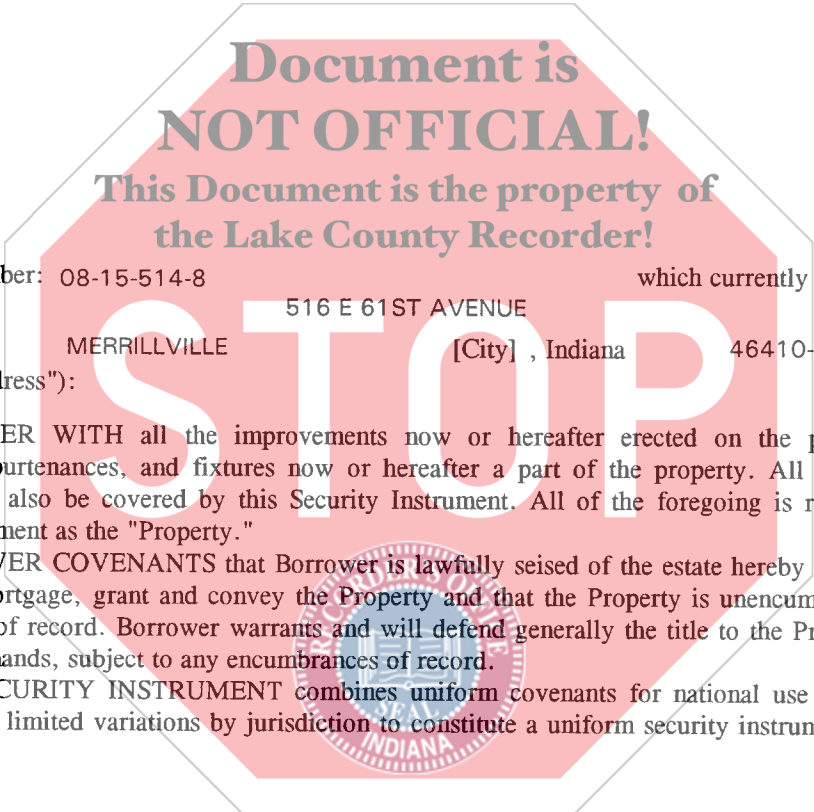 Document is
NOT OFFICIAL!
This Document is the property of
the Lake County Recorder!
ber: 08-15-514-8 which currently
516 E 61ST AVENUE
MERRILLVILLE [City] , Indiana 46410-
dress"):
STOP
ER WITH all the improvements now or hereafter erected on the p
purtenances, and fixtures now or hereafter a part of the property. All
also be covered by this Security Instrument. All of the foregoing is r
ment as the "Property."
VER COVENANTS that Borrower is lawfully seised of the estate hereby
ortgage, grant and convey the Property and that the Property is unencum
of record. Borrower warrants and will defend generally the title to the Pr
ands, subject to any encumbrances of record.
CURITY INSTRUMENT combines uniform covenants for national use
limited variations by jurisdiction to constitute a uniform security instrum
RECORDER'S OFFICE
SEAL
INDIANA